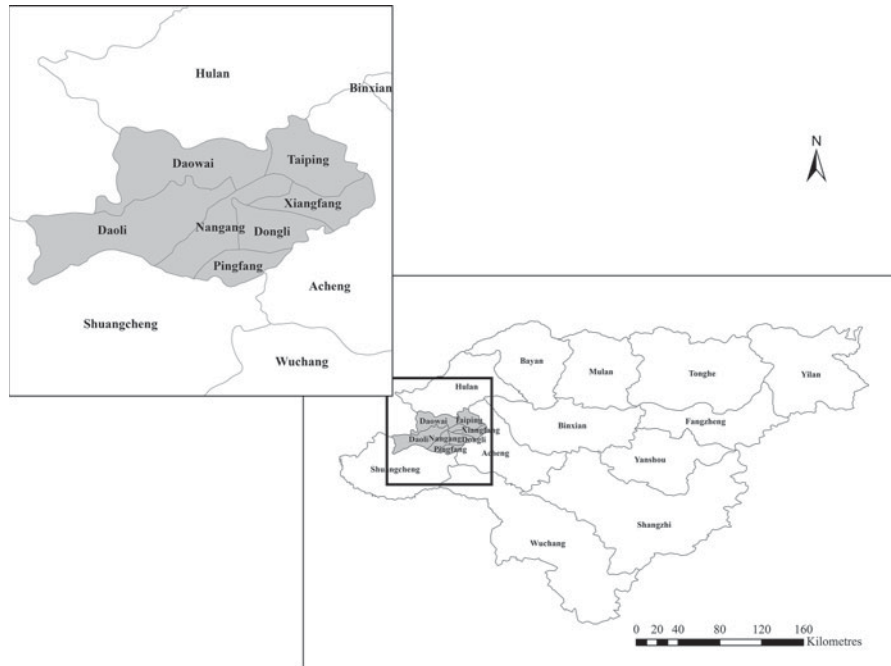 Hulan
Binxian
Daowai
Taiping
Xiangfang
Daoli
Nangang
Dongli
Pingfang
Acheng
Shuangcheng
Wuchang
N
Bayan
Mulan
Tonghe
Yilan
Hulan
Daowai
Taiping
Binxian
Fangzheng
Xiangfang
Daoli
Nangang
Dongli
Pingfang
Acheng
Yanshou
Shuangcheng
Shangzhi
Wuchang
0 20 40 80 120 160
Kilometres